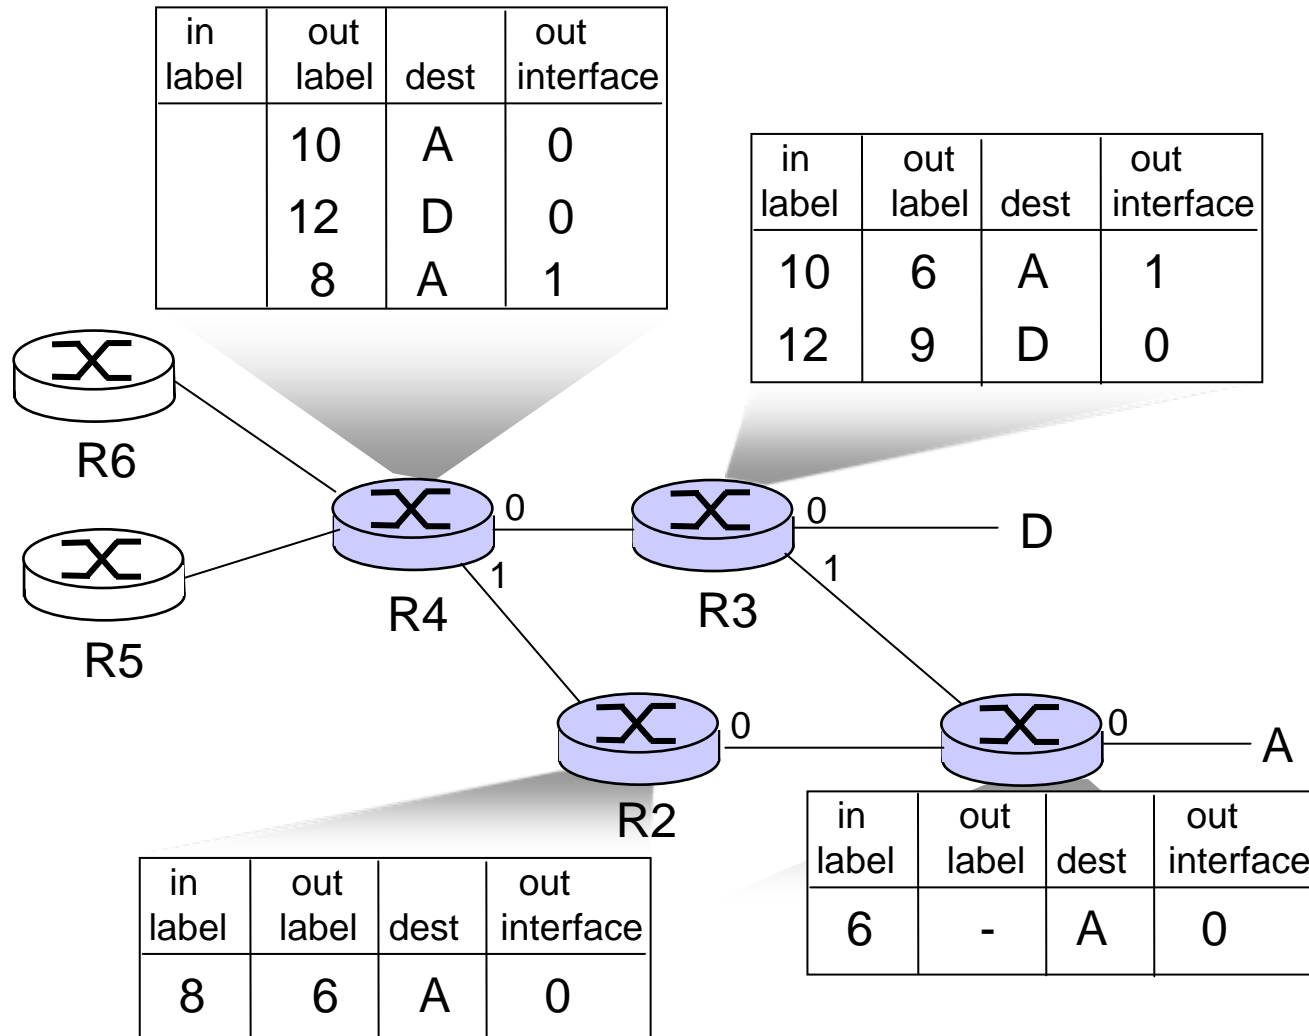 in out out
label label dest interface
10 A 0
12 D 0
8 A 1
in out out
label label dest interface
10 6 A 1
12 9 D 0
R6
R5
0
1
R4
0
1
R3
D
0
R2
0
A
in out out
label label dest interface
8 6 A 0
in out out
label label dest interface
6 - A 0